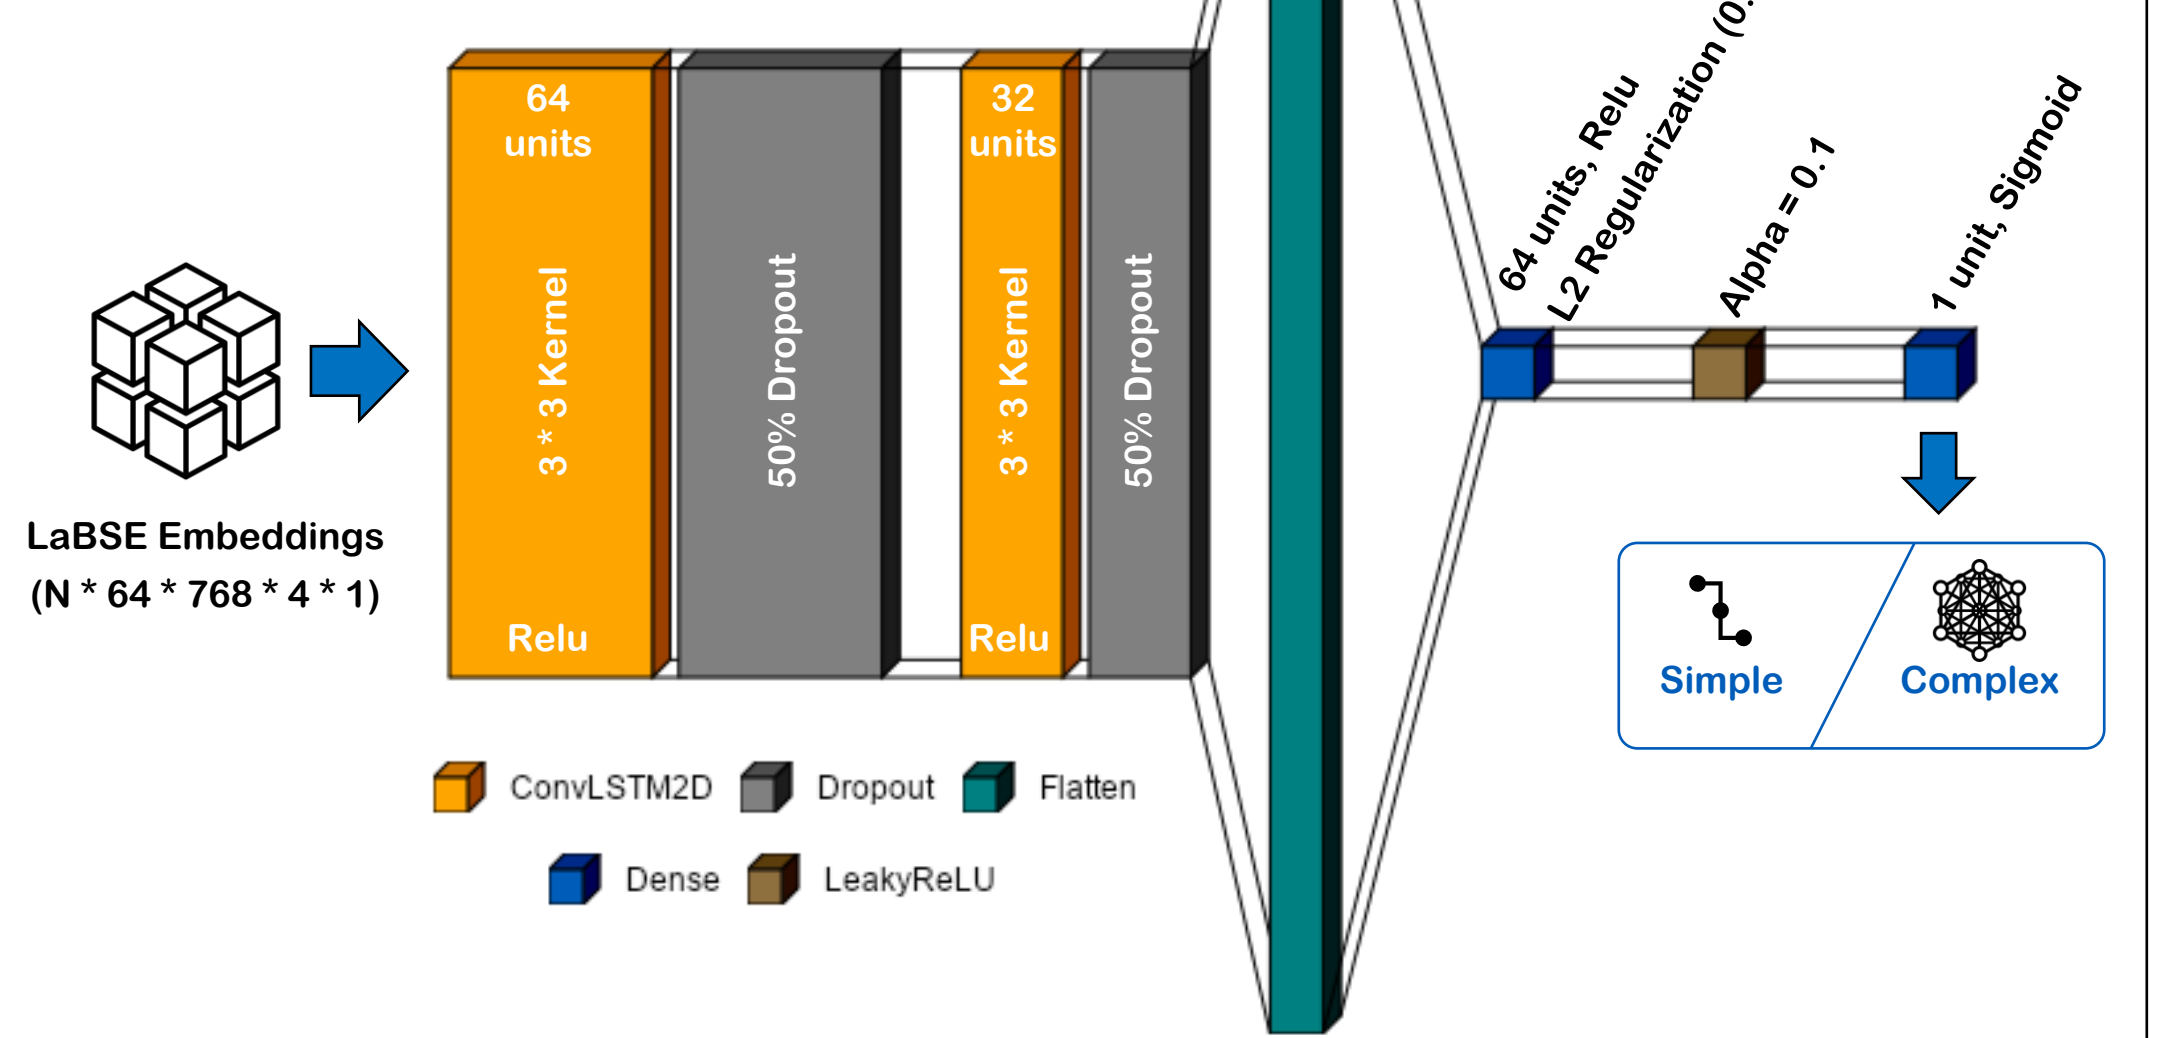 64
units
3 * 3 Kernel
Relu
50% Dropout
32
units
3 * 3 Kernel
Relu
50% Dropout
64 units, Relu
L2 Regularization (0.
Alpha = 0.1
1 unit, Sigmoid
LaBSE Embeddings
(N * 64 * 768 * 4 * 1)
Simple
Complex
ConvLSTM2D
Dropout
Flatten
Dense
LeakyReLU